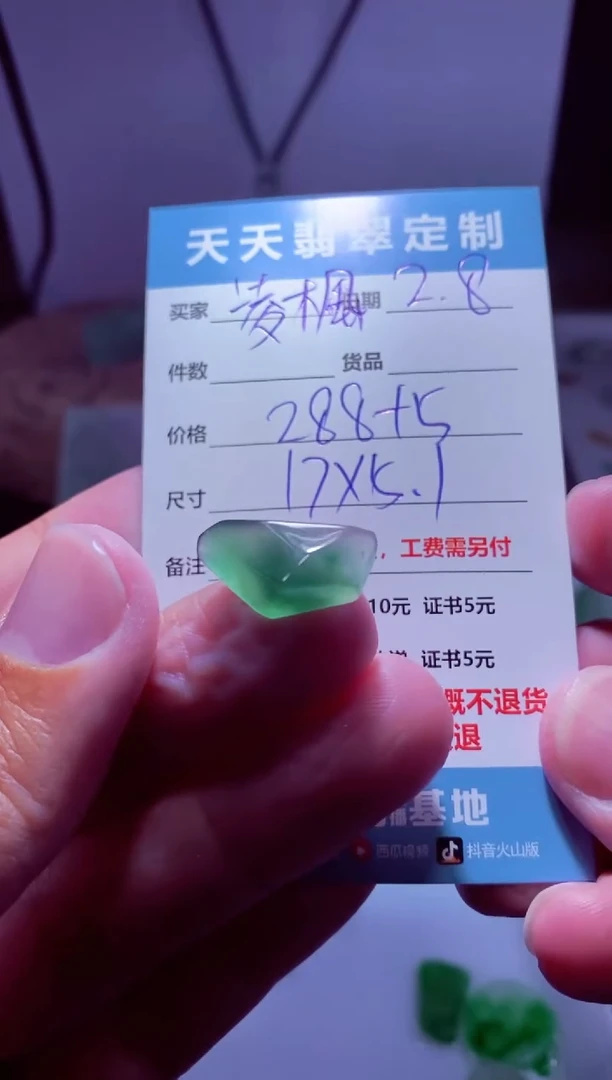 天天翡翠定制
买家 凌楓 日期 2.8
件数 货品
价格 288+5
尺寸 17X5.1
备注 ，工费需另付
10元 证书5元
证书5元
概不退货
退
基地
西瓜视频 抖音火山版